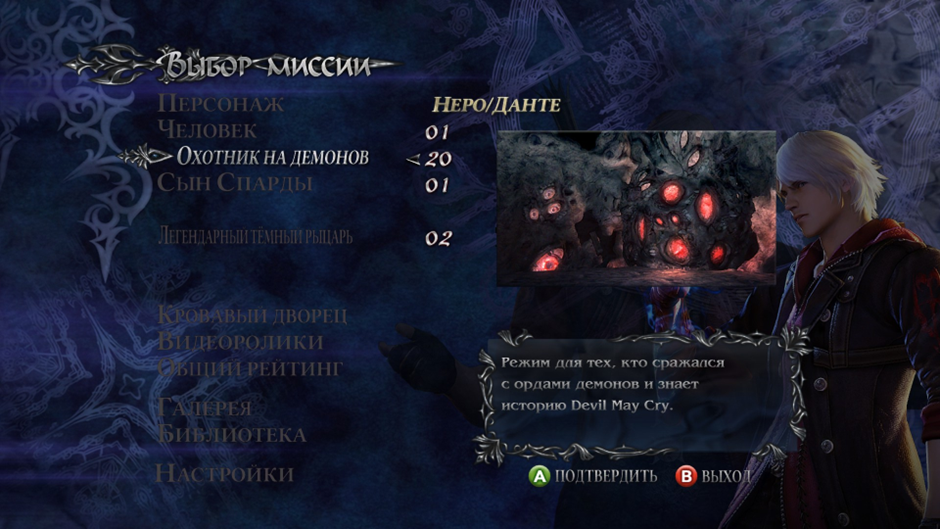 Выбор миссии
Персонаж Неро/Данте
Человек 01
Охотник на демонов 20
Сын Спарды 01
Легендарный тёмный рыцарь 02
Кровавый дворец
Видеоролики
Общий рейтинг
Галерея
Библиотека
Настройки
Режим для тех, кто сражался
с ордами демонов и знает
историю Devil May Cry.
A ПОДТВЕРДИТЬ B ВЫХОД